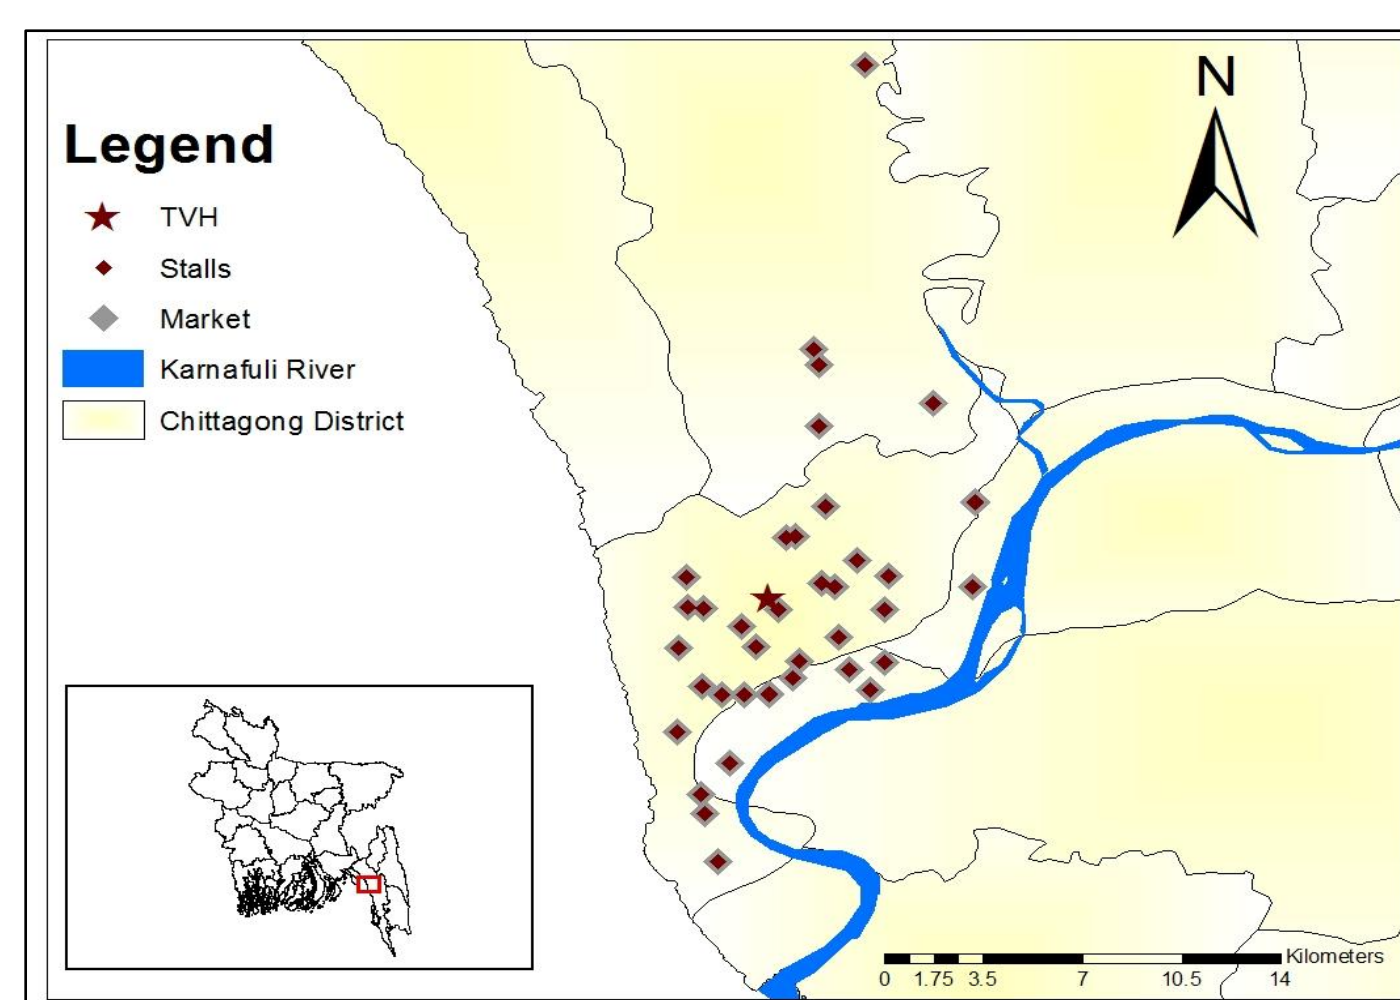 N
Legend
TVH
Stalls
Market
Karnafuli River
Chittagong District
Kilometers
0 1.75 3.5 7 10.5 14